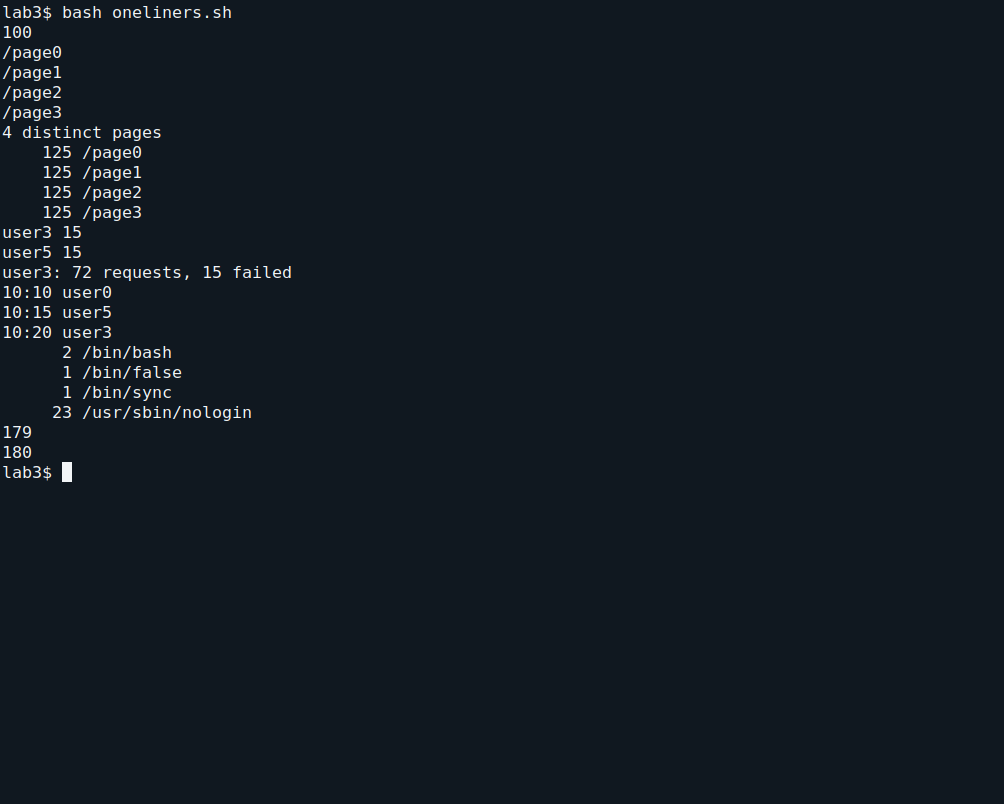 lab3$ bash oneliners.sh
100
/page0
/page1
/page2
/page3
4 distinct pages
    125 /page0
    125 /page1
    125 /page2
    125 /page3
user3 15
user5 15
user3: 72 requests, 15 failed
10:10 user0
10:15 user5
10:20 user3
      2 /bin/bash
      1 /bin/false
      1 /bin/sync
     23 /usr/sbin/nologin
179
180
lab3$